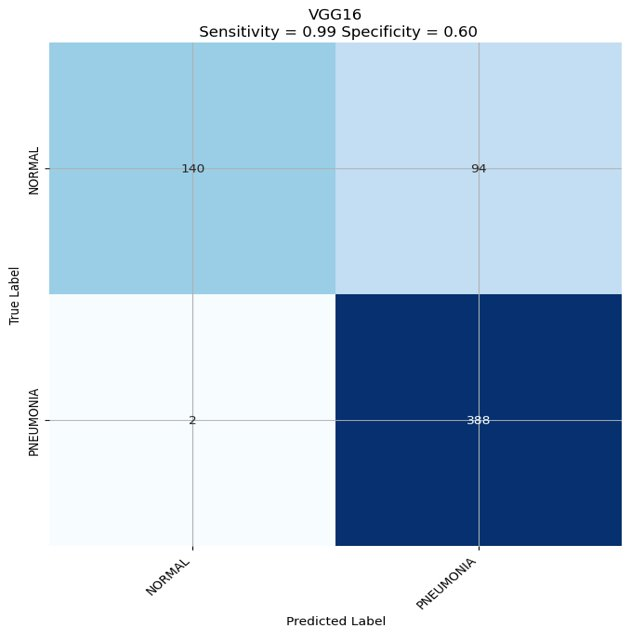 VGG16
Sensitivity = 0.99 Specificity = 0.60
NORMAL
140
94
True Label
PNEUMONIA
2
388
NORMAL
PNEUMONIA
Predicted Label